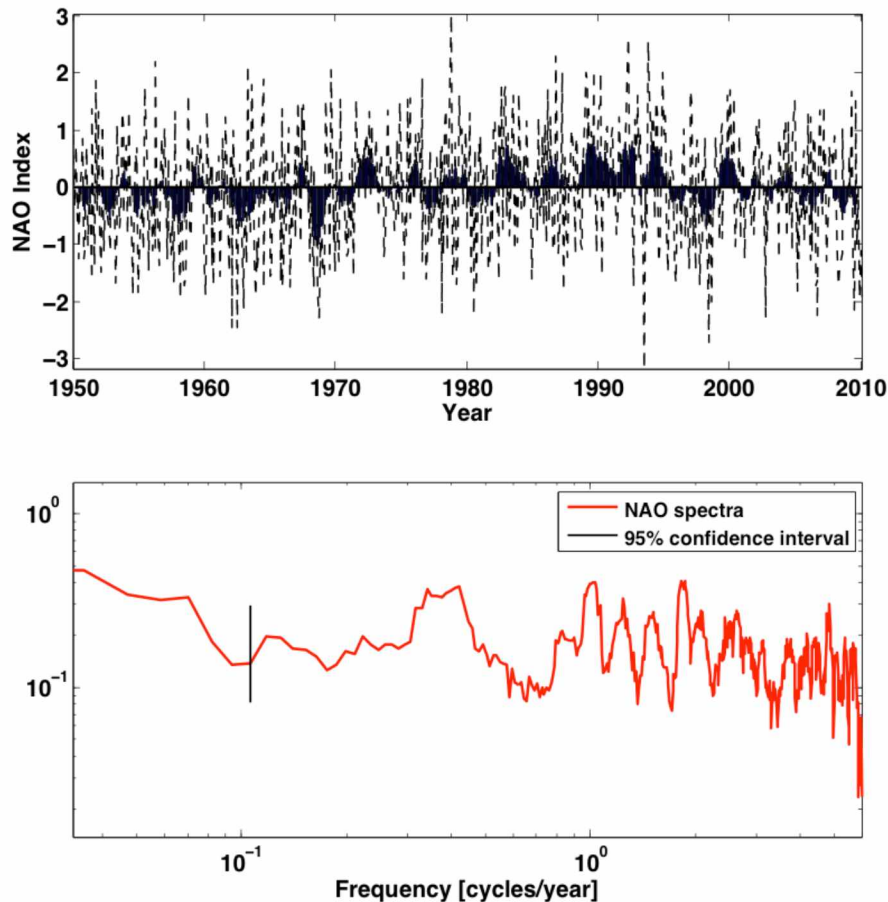 3
2
1
0
−1
−2
−3
NAO Index
1950 1960 1970 1980 1990 2000 2010
Year
10^0
10^-1
NAO spectra
95% confidence interval
10^-1 10^0
Frequency [cycles/year]